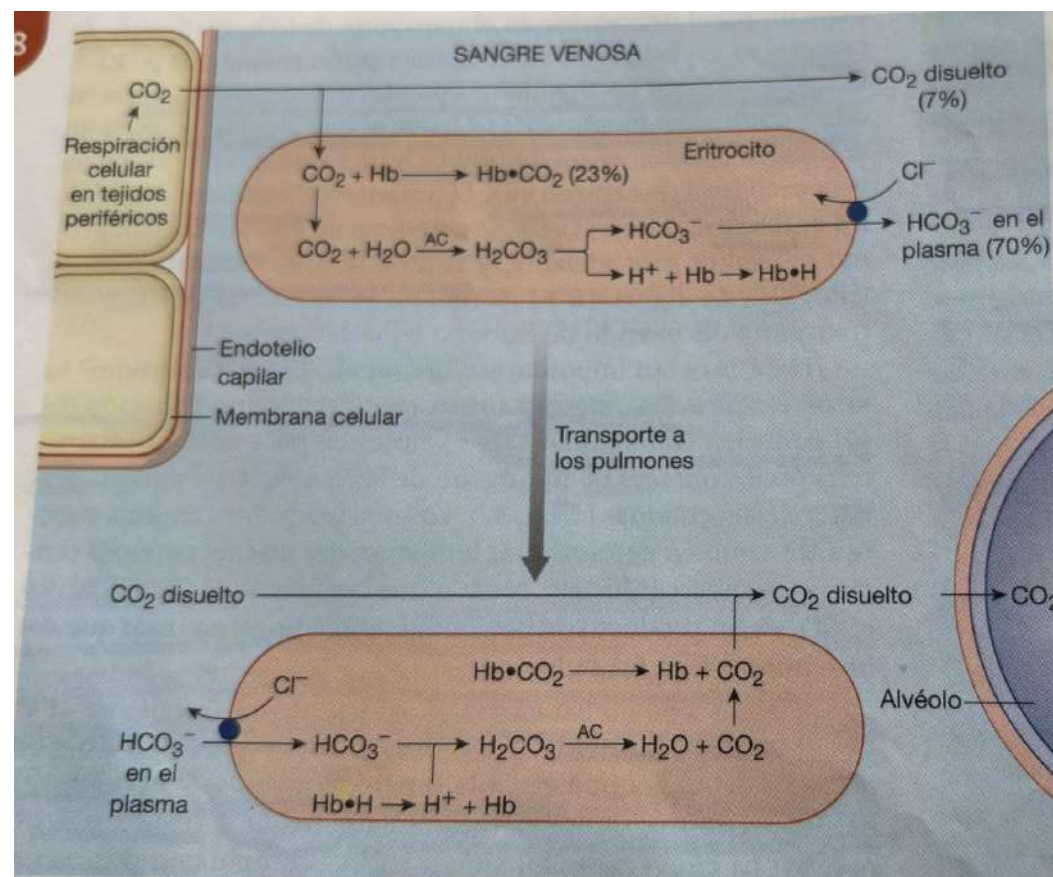 8
SANGRE VENOSA
CO₂
CO₂ disuelto
(7%)
Respiración
celular
en tejidos
periféricos
Eritrocito
CO₂ + Hb → Hb•CO₂ (23%)
Cl⁻
CO₂ + H₂O AC → H₂CO₃
HCO₃⁻
H⁺ + Hb → Hb•H
HCO₃⁻ en el
plasma (70%)
Endotelio
capilar
Membrana celular
Transporte a
los pulmones
CO₂ disuelto → CO₂ disuelto → CO₂
Hb•CO₂ → Hb + CO₂
Cl⁻
Alvéolo
HCO₃⁻ → HCO₃⁻ → H₂CO₃ AC → H₂O + CO₂
en el
plasma
Hb•H → H⁺ + Hb